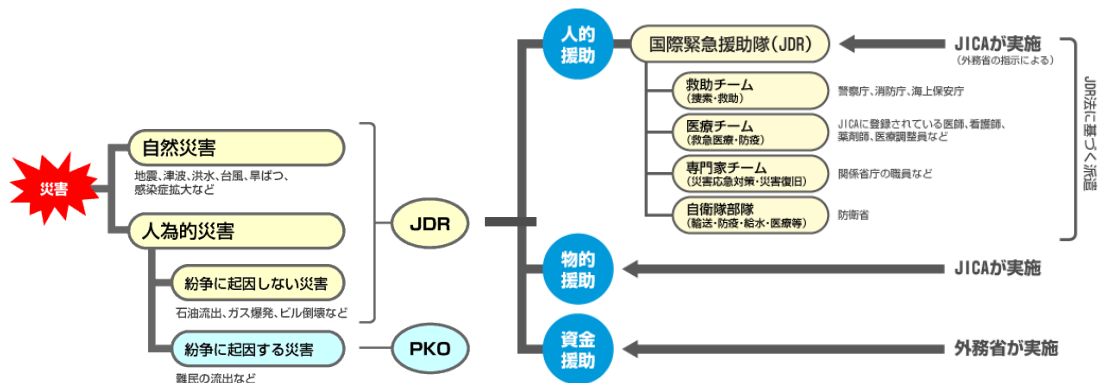 災害
自然災害
地震、津波、洪水、台風、旱ばつ、
感染症拡大など
人為的災害
紛争に起因しない災害
石油流出、ガス爆発、ビル倒壊など
紛争に起因する災害
難民の流出など
JDR
PKO
人的
援助
国際緊急援助隊(JDR)
JICAが実施
(外務省の指示による)
救助チーム
(捜索・救助)
警察庁、消防庁、海上保安庁
医療チーム
(救急医療・防疫)
JICAに登録されている医師、看護師、
薬剤師、医療調整員など
専門家チーム
(災害応急対策・災害復旧)
関係省庁の職員など
自衛隊部隊
(輸送・防疫・給水・医療等)
防衛省
JDR法に基づく派遣
物的
援助
JICAが実施
資金
援助
外務省が実施